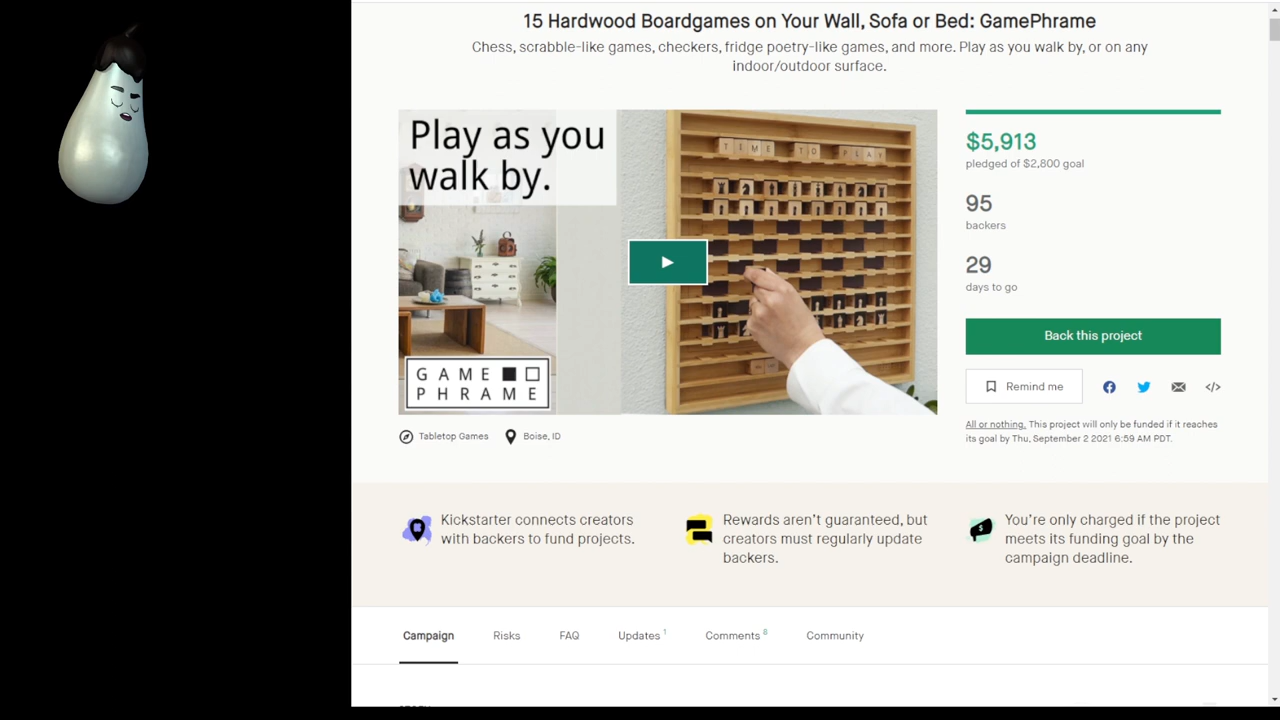 15 Hardwood Boardgames on Your Wall, Sofa or Bed: GamePhrame
Chess, scrabble-like games, checkers, fridge poetry-like games, and more. Play as you walk by, or on any
indoor/outdoor surface.
Play as you
walk by.
TIME TO PLAY
GAME
PHRAME
$5,913
pledged of $2,800 goal
95
backers
29
days to go
Back this project
Remind me
All or nothing. This project will only be funded if it reaches
its goal by Thu, September 2 2021 6:59 AM PDT.
Tabletop Games
Boise, ID
Kickstarter connects creators
with backers to fund projects.
Rewards aren't guaranteed, but
creators must regularly update
backers.
You're only charged if the project
meets its funding goal by the
campaign deadline.
Campaign Risks FAQ Updates 1 Comments 8 Community